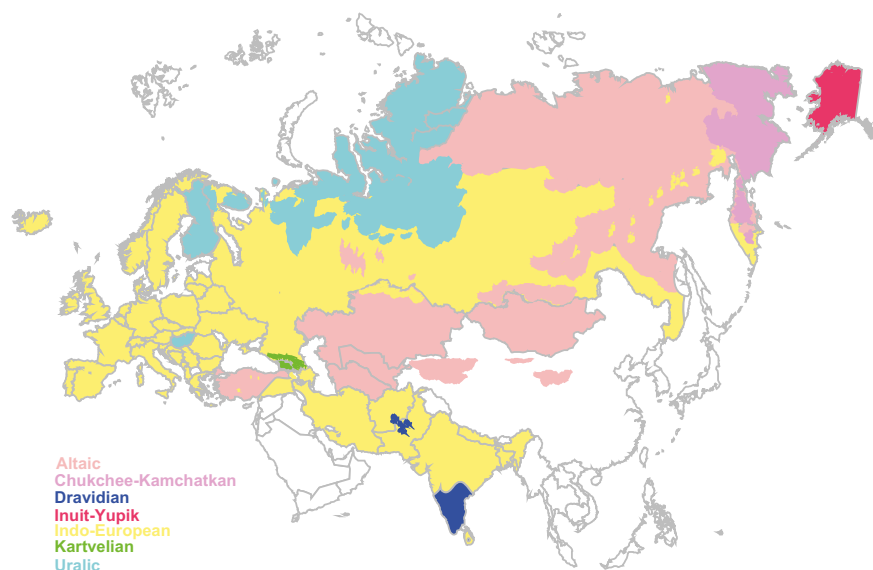 Altaic
Chukchee-Kamchatkan
Dravidian
Inuit-Yupik
Indo-European
Kartvelian
Uralic